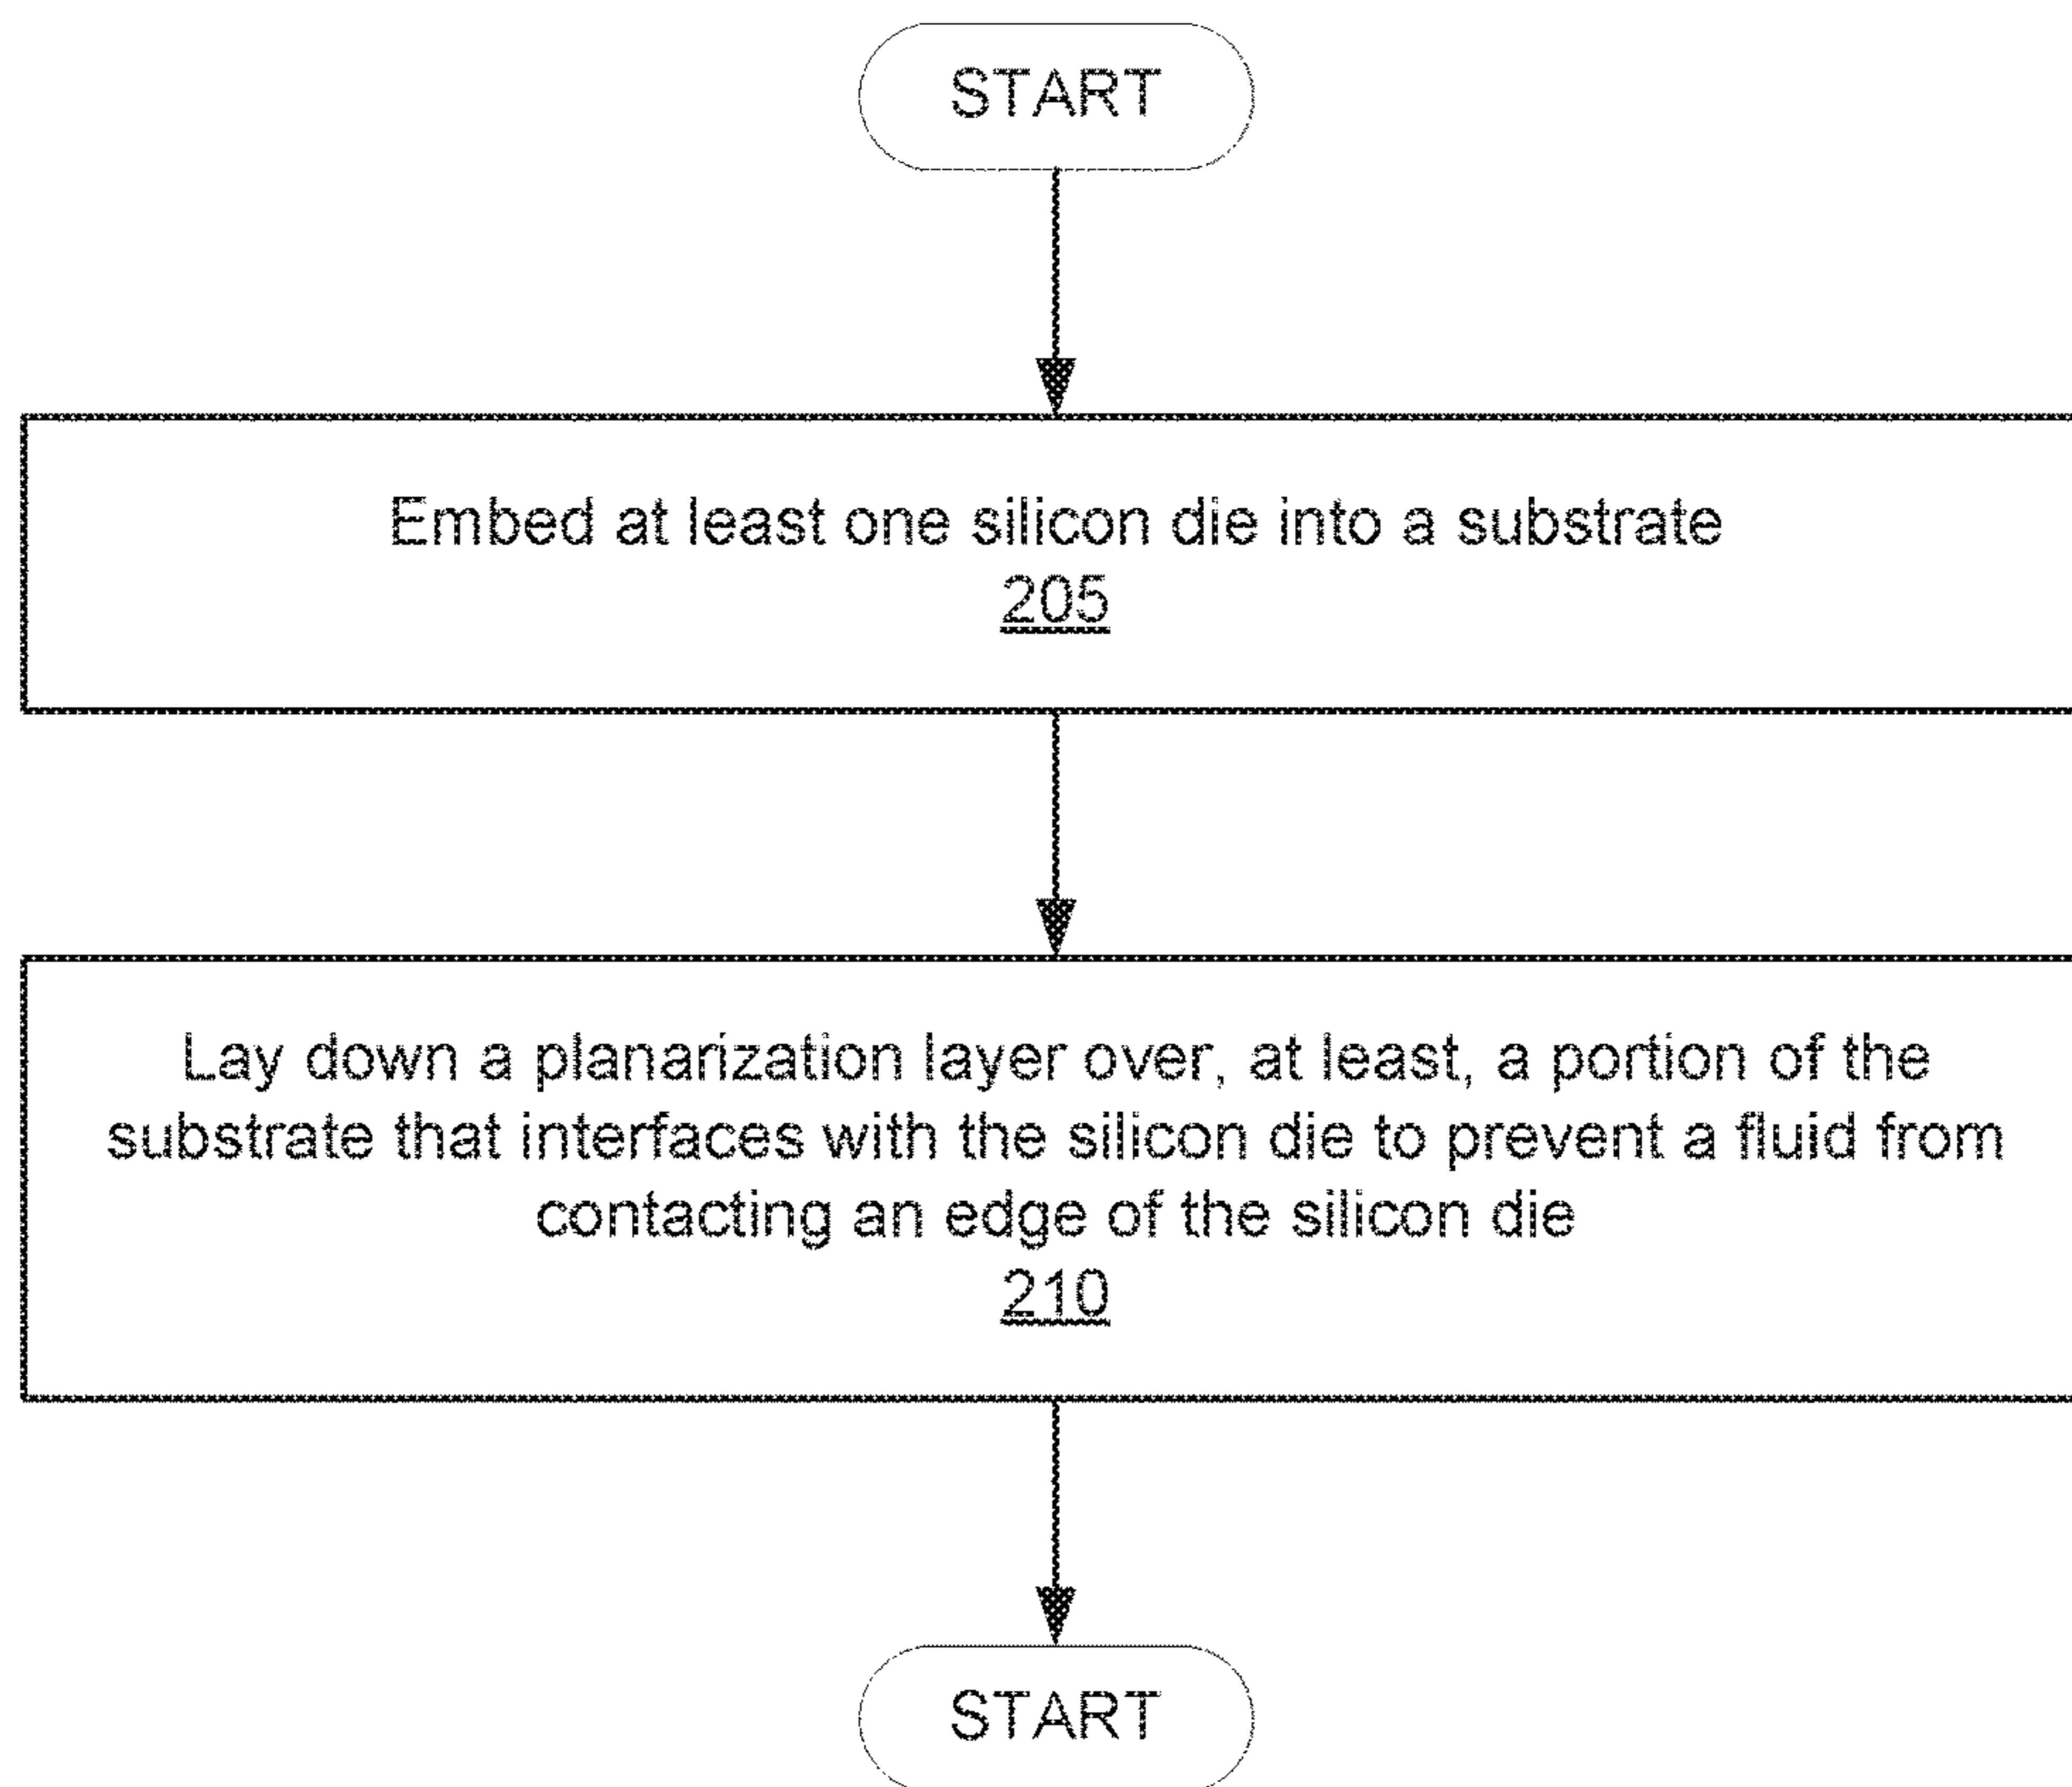 START
Embed at least one silicon die into a substrate
205
Lay down a planarization layer over, at least, a portion of the
substrate that interfaces with the silicon die to prevent a fluid from
contacting an edge of the silicon die
210
START